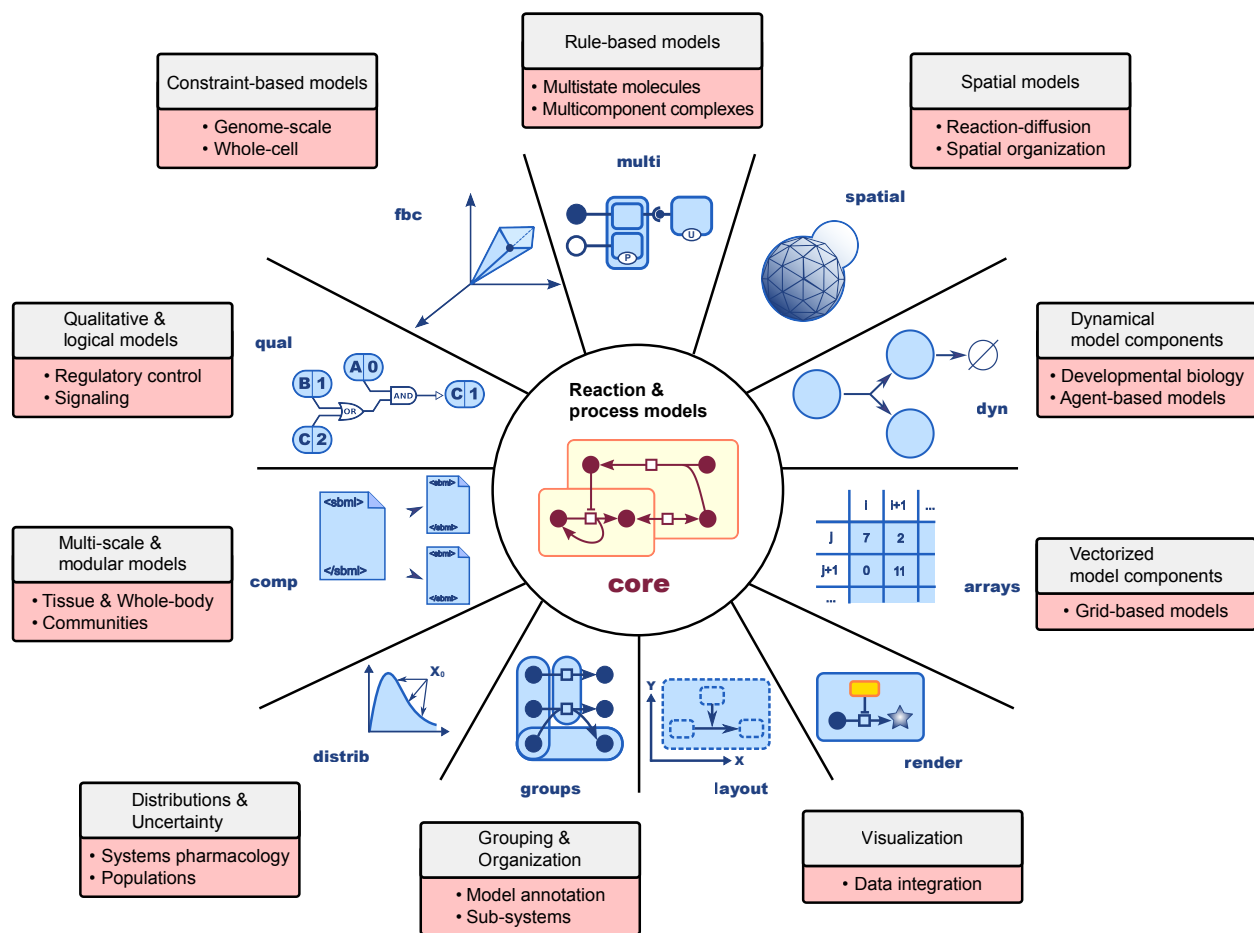 Rule-based models
• Multistate molecules
• Multicomponent complexes
multi
P
U
Constraint-based models
• Genome-scale
• Whole-cell
fbc
Spatial models
• Reaction-diffusion
• Spatial organization
spatial
Qualitative &
logical models
• Regulatory control
• Signaling
qual
A 0
B 1
AND
C 1
OR
C 2
Dynamical
model components
• Developmental biology
• Agent-based models
dyn
Reaction &
process models
core
Multi-scale &
modular models
• Tissue & Whole-body
• Communities
comp
<sbml>
</sbml>
<sbml>
</sbml>
<sbml>
</sbml>
i i+1 ...
j 7 2
j+1 0 11
...
arrays
Vectorized
model components
• Grid-based models
X₀
distrib
Distributions &
Uncertainty
• Systems pharmacology
• Populations
groups
Grouping &
Organization
• Model annotation
• Sub-systems
Y
X
layout
render
Visualization
• Data integration